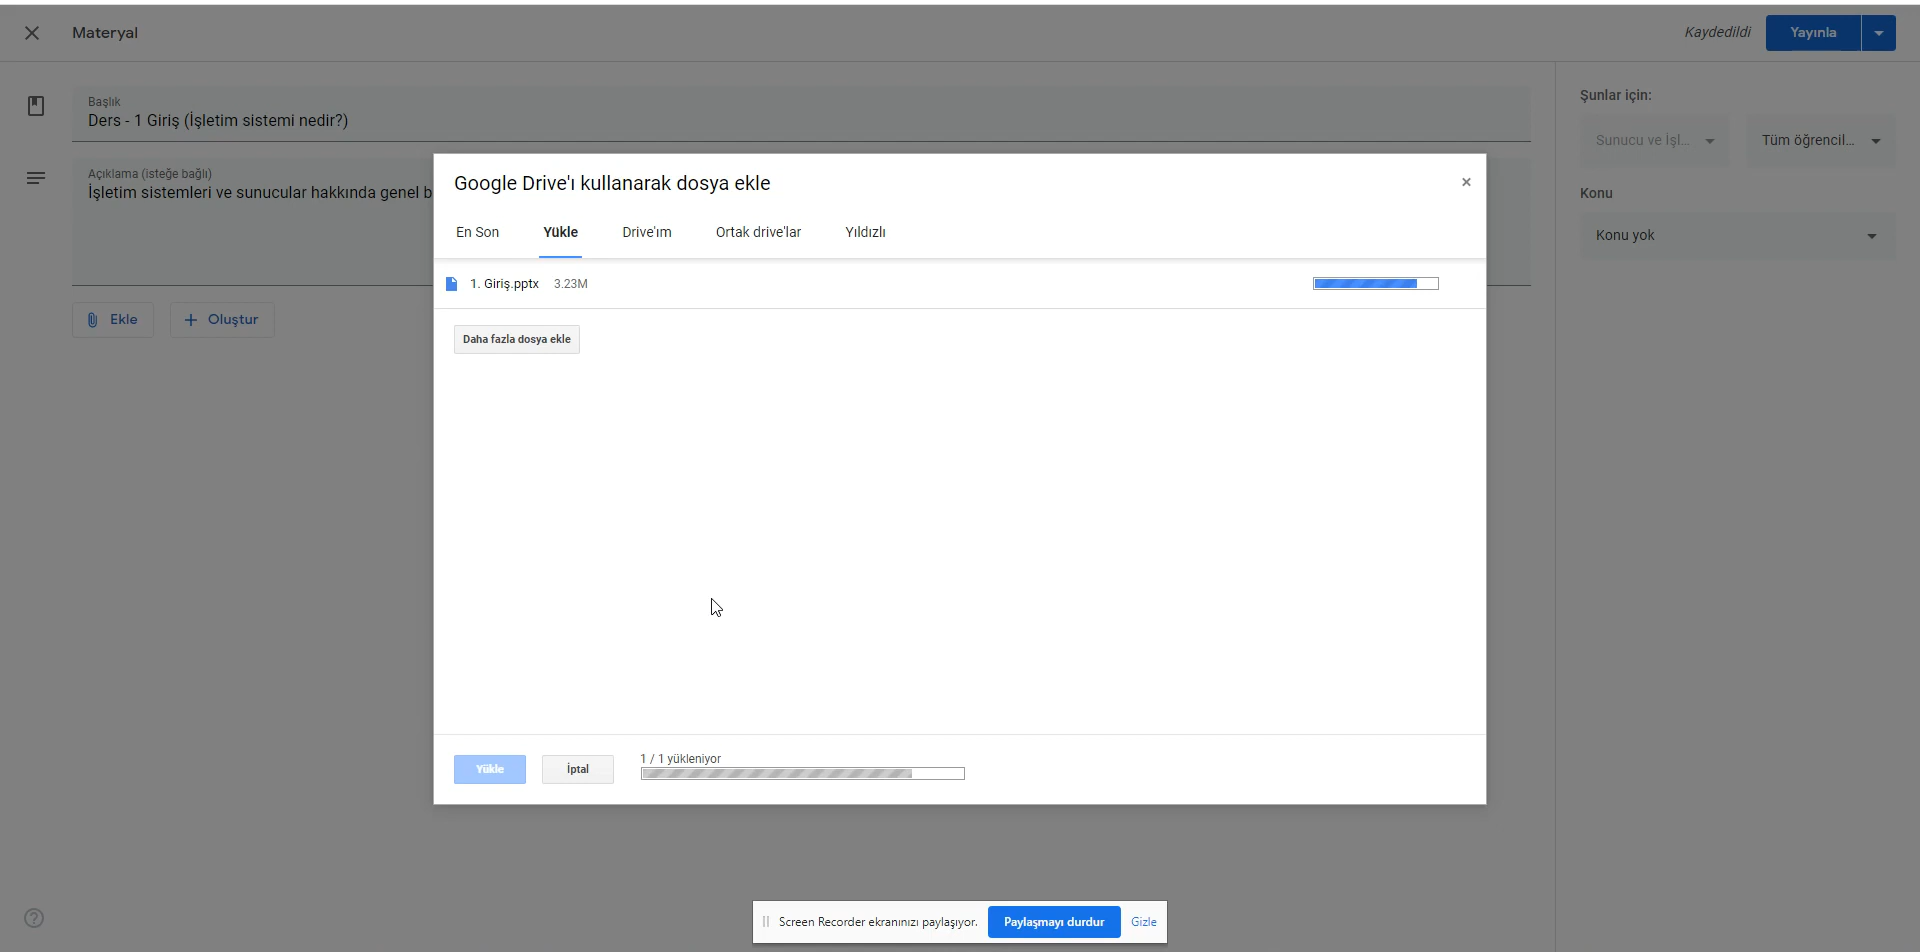 Materyal
Kaydedildi
Yayınla
Başlık
Ders - 1 Giriş (İşletim sistemi nedir?)
Açıklama (isteğe bağlı)
İşletim sistemleri ve sunucular hakkında genel b
Ekle
Oluştur
Şunlar için:
Sunucu ve İşl...
Tüm öğrencil...
Konu
Konu yok
Google Drive'ı kullanarak dosya ekle
En Son
Yükle
Drive'ım
Ortak drive'lar
Yıldızlı
1. Giriş.pptx 3.23M
Daha fazla dosya ekle
Yükle
İptal
1 / 1 yükleniyor
Screen Recorder ekranınızı paylaşıyor.
Paylaşmayı durdur
Gizle